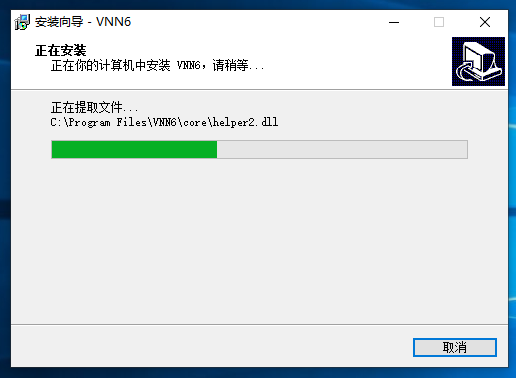 安装向导 - VNN6
正在安装
正在你的计算机中安装 VNN6，请稍等...
正在提取文件...
C:\Program Files\VNN6\core\helper2.dll
取消